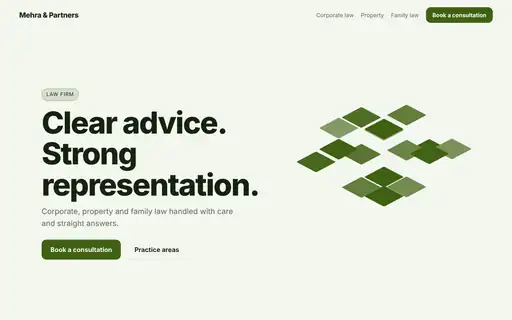 Mehra & Partners
Corporate law Property Family law Book a consultation
LAW FIRM
Clear advice.
Strong
representation.
Corporate, property and family law handled with care
and straight answers.
Book a consultation Practice areas